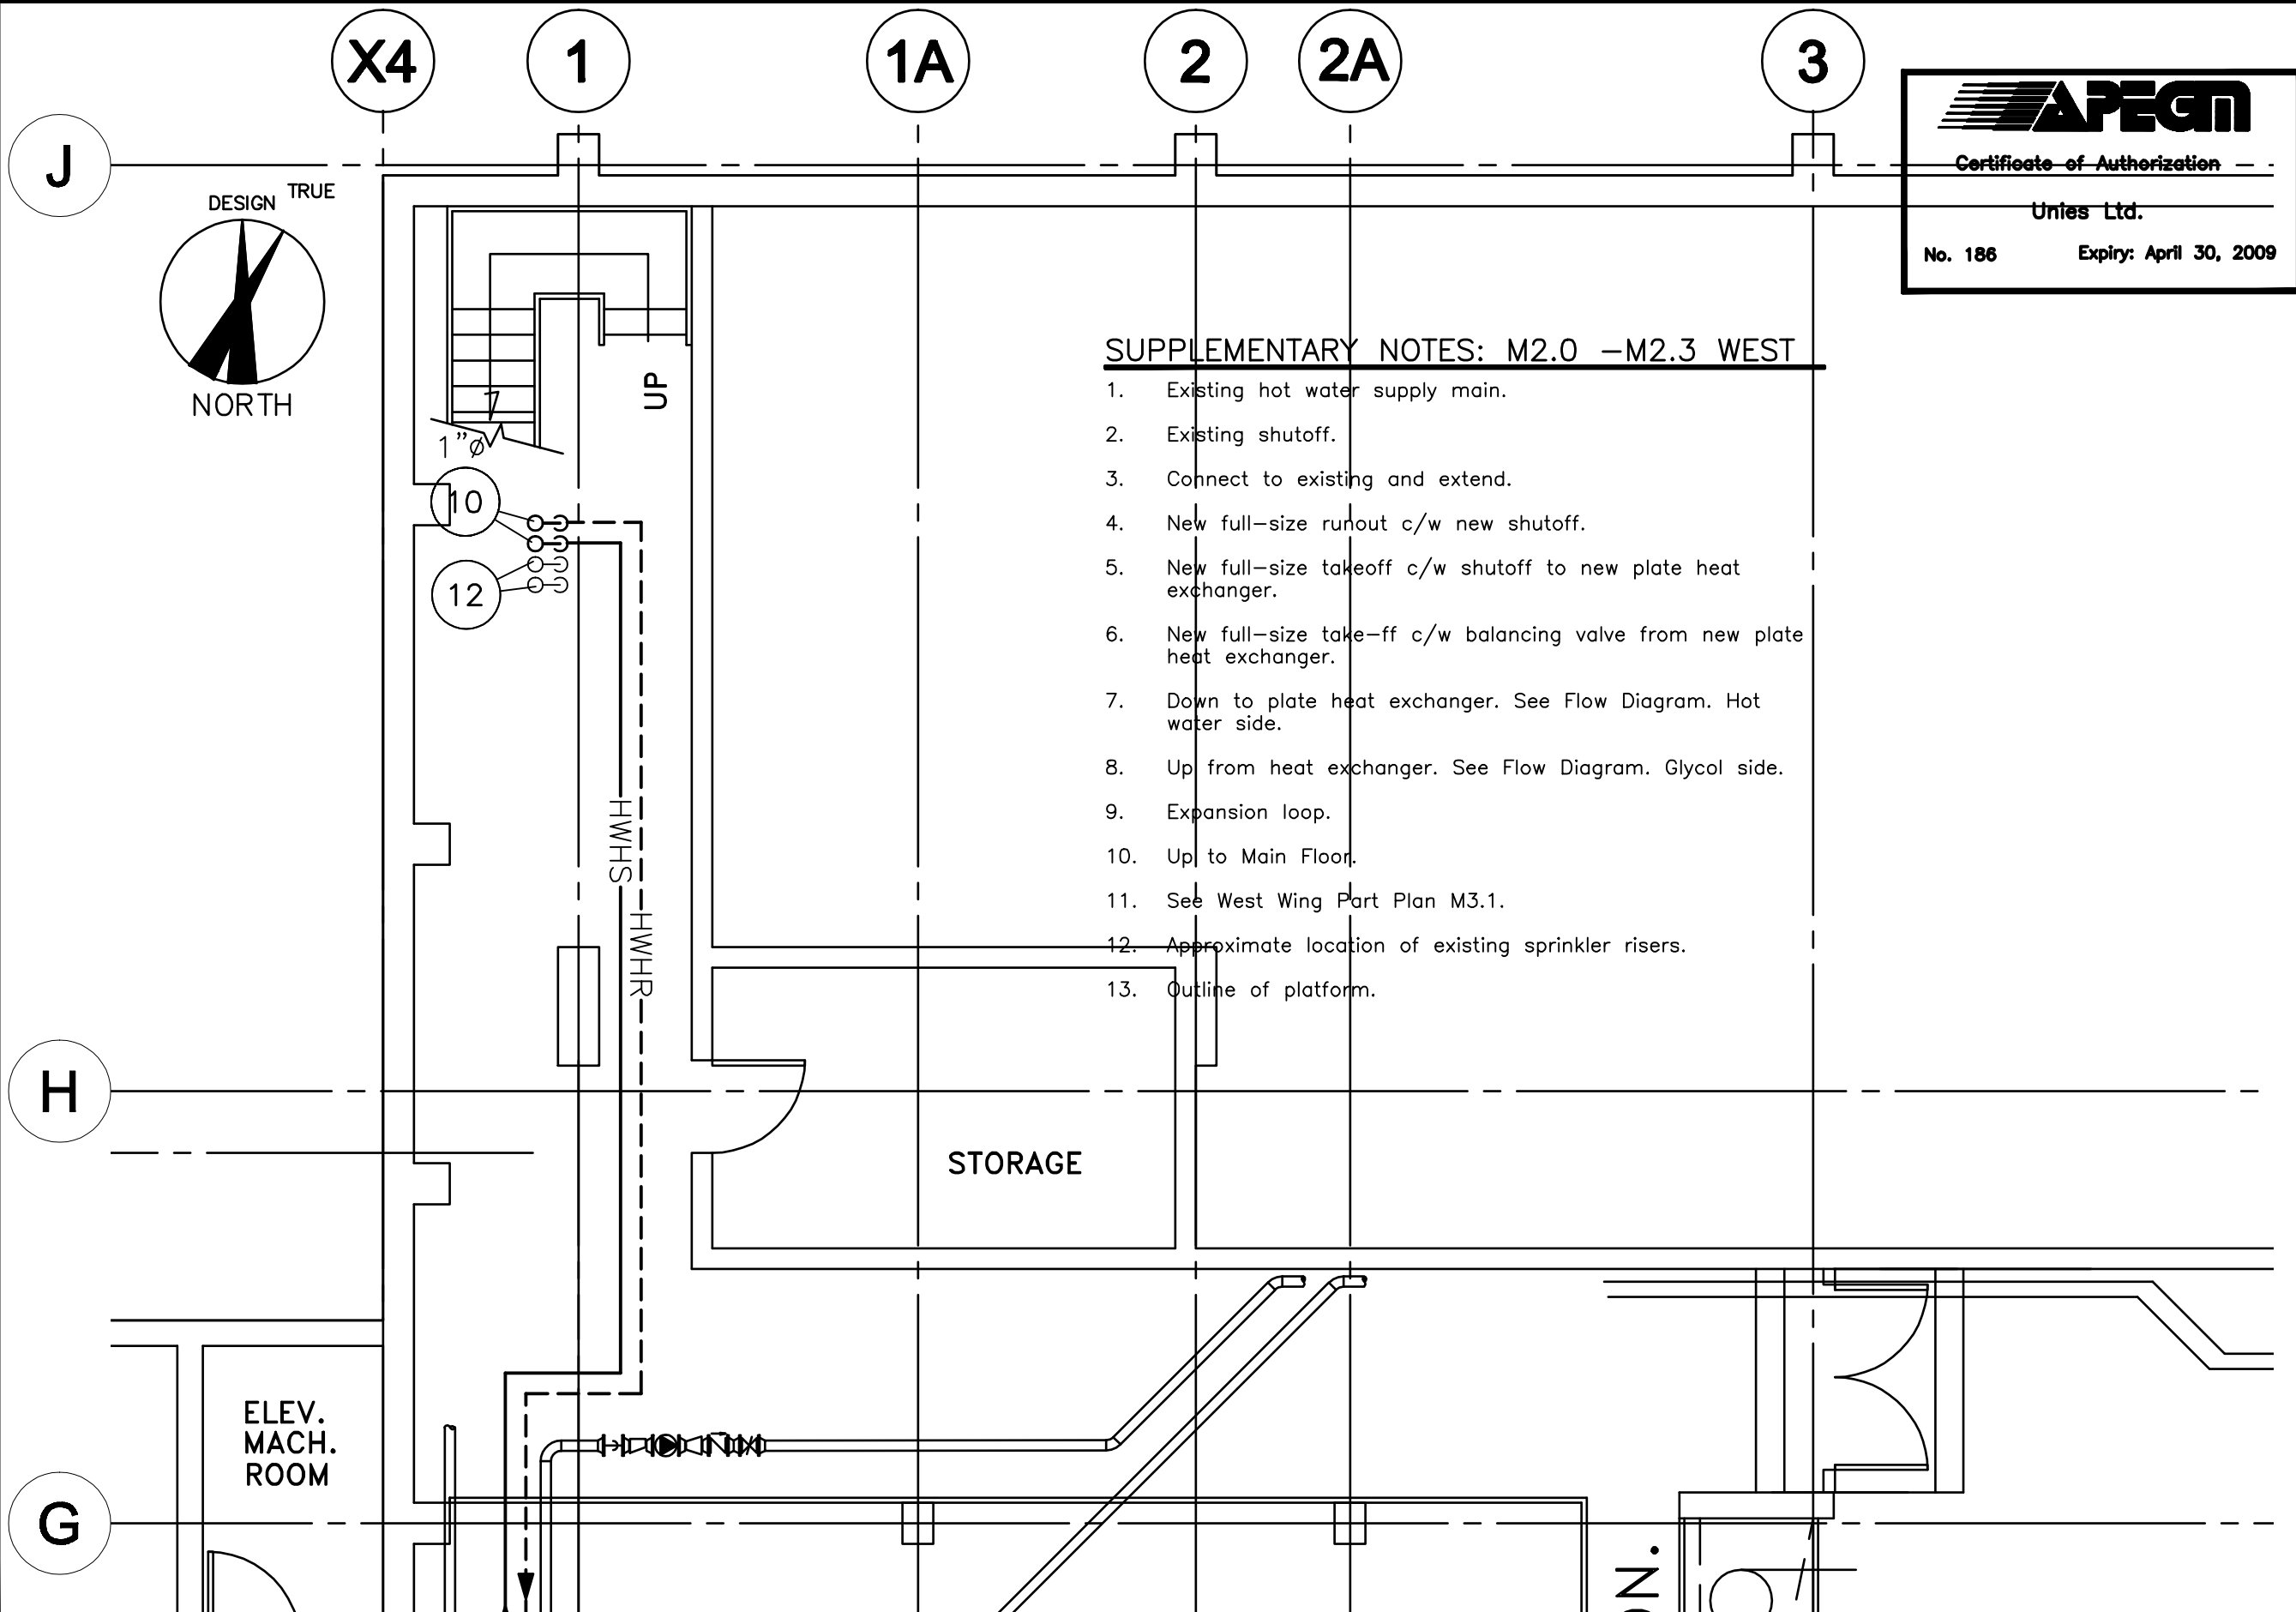 X4 1 1A 2 2A 3
APEGM
Certificate of Authorization
Unies Ltd.
No. 186 Expiry: April 30, 2009
J
DESIGN TRUE
NORTH
UP
1"ø
10
12
SUPPLEMENTARY NOTES: M2.0 -M2.3 WEST
1. Existing hot water supply main.
2. Existing shutoff.
3. Connect to existing and extend.
4. New full-size runout c/w new shutoff.
5. New full-size takeoff c/w shutoff to new plate heat
exchanger.
6. New full-size take-ff c/w balancing valve from new plate
heat exchanger.
7. Down to plate heat exchanger. See Flow Diagram. Hot
water side.
8. Up from heat exchanger. See Flow Diagram. Glycol side.
9. Expansion loop.
10. Up to Main Floor.
11. See West Wing Part Plan M3.1.
12. Approximate location of existing sprinkler risers.
13. Outline of platform.
HWHS
HWHR
H
STORAGE
ELEV.
MACH.
ROOM
G